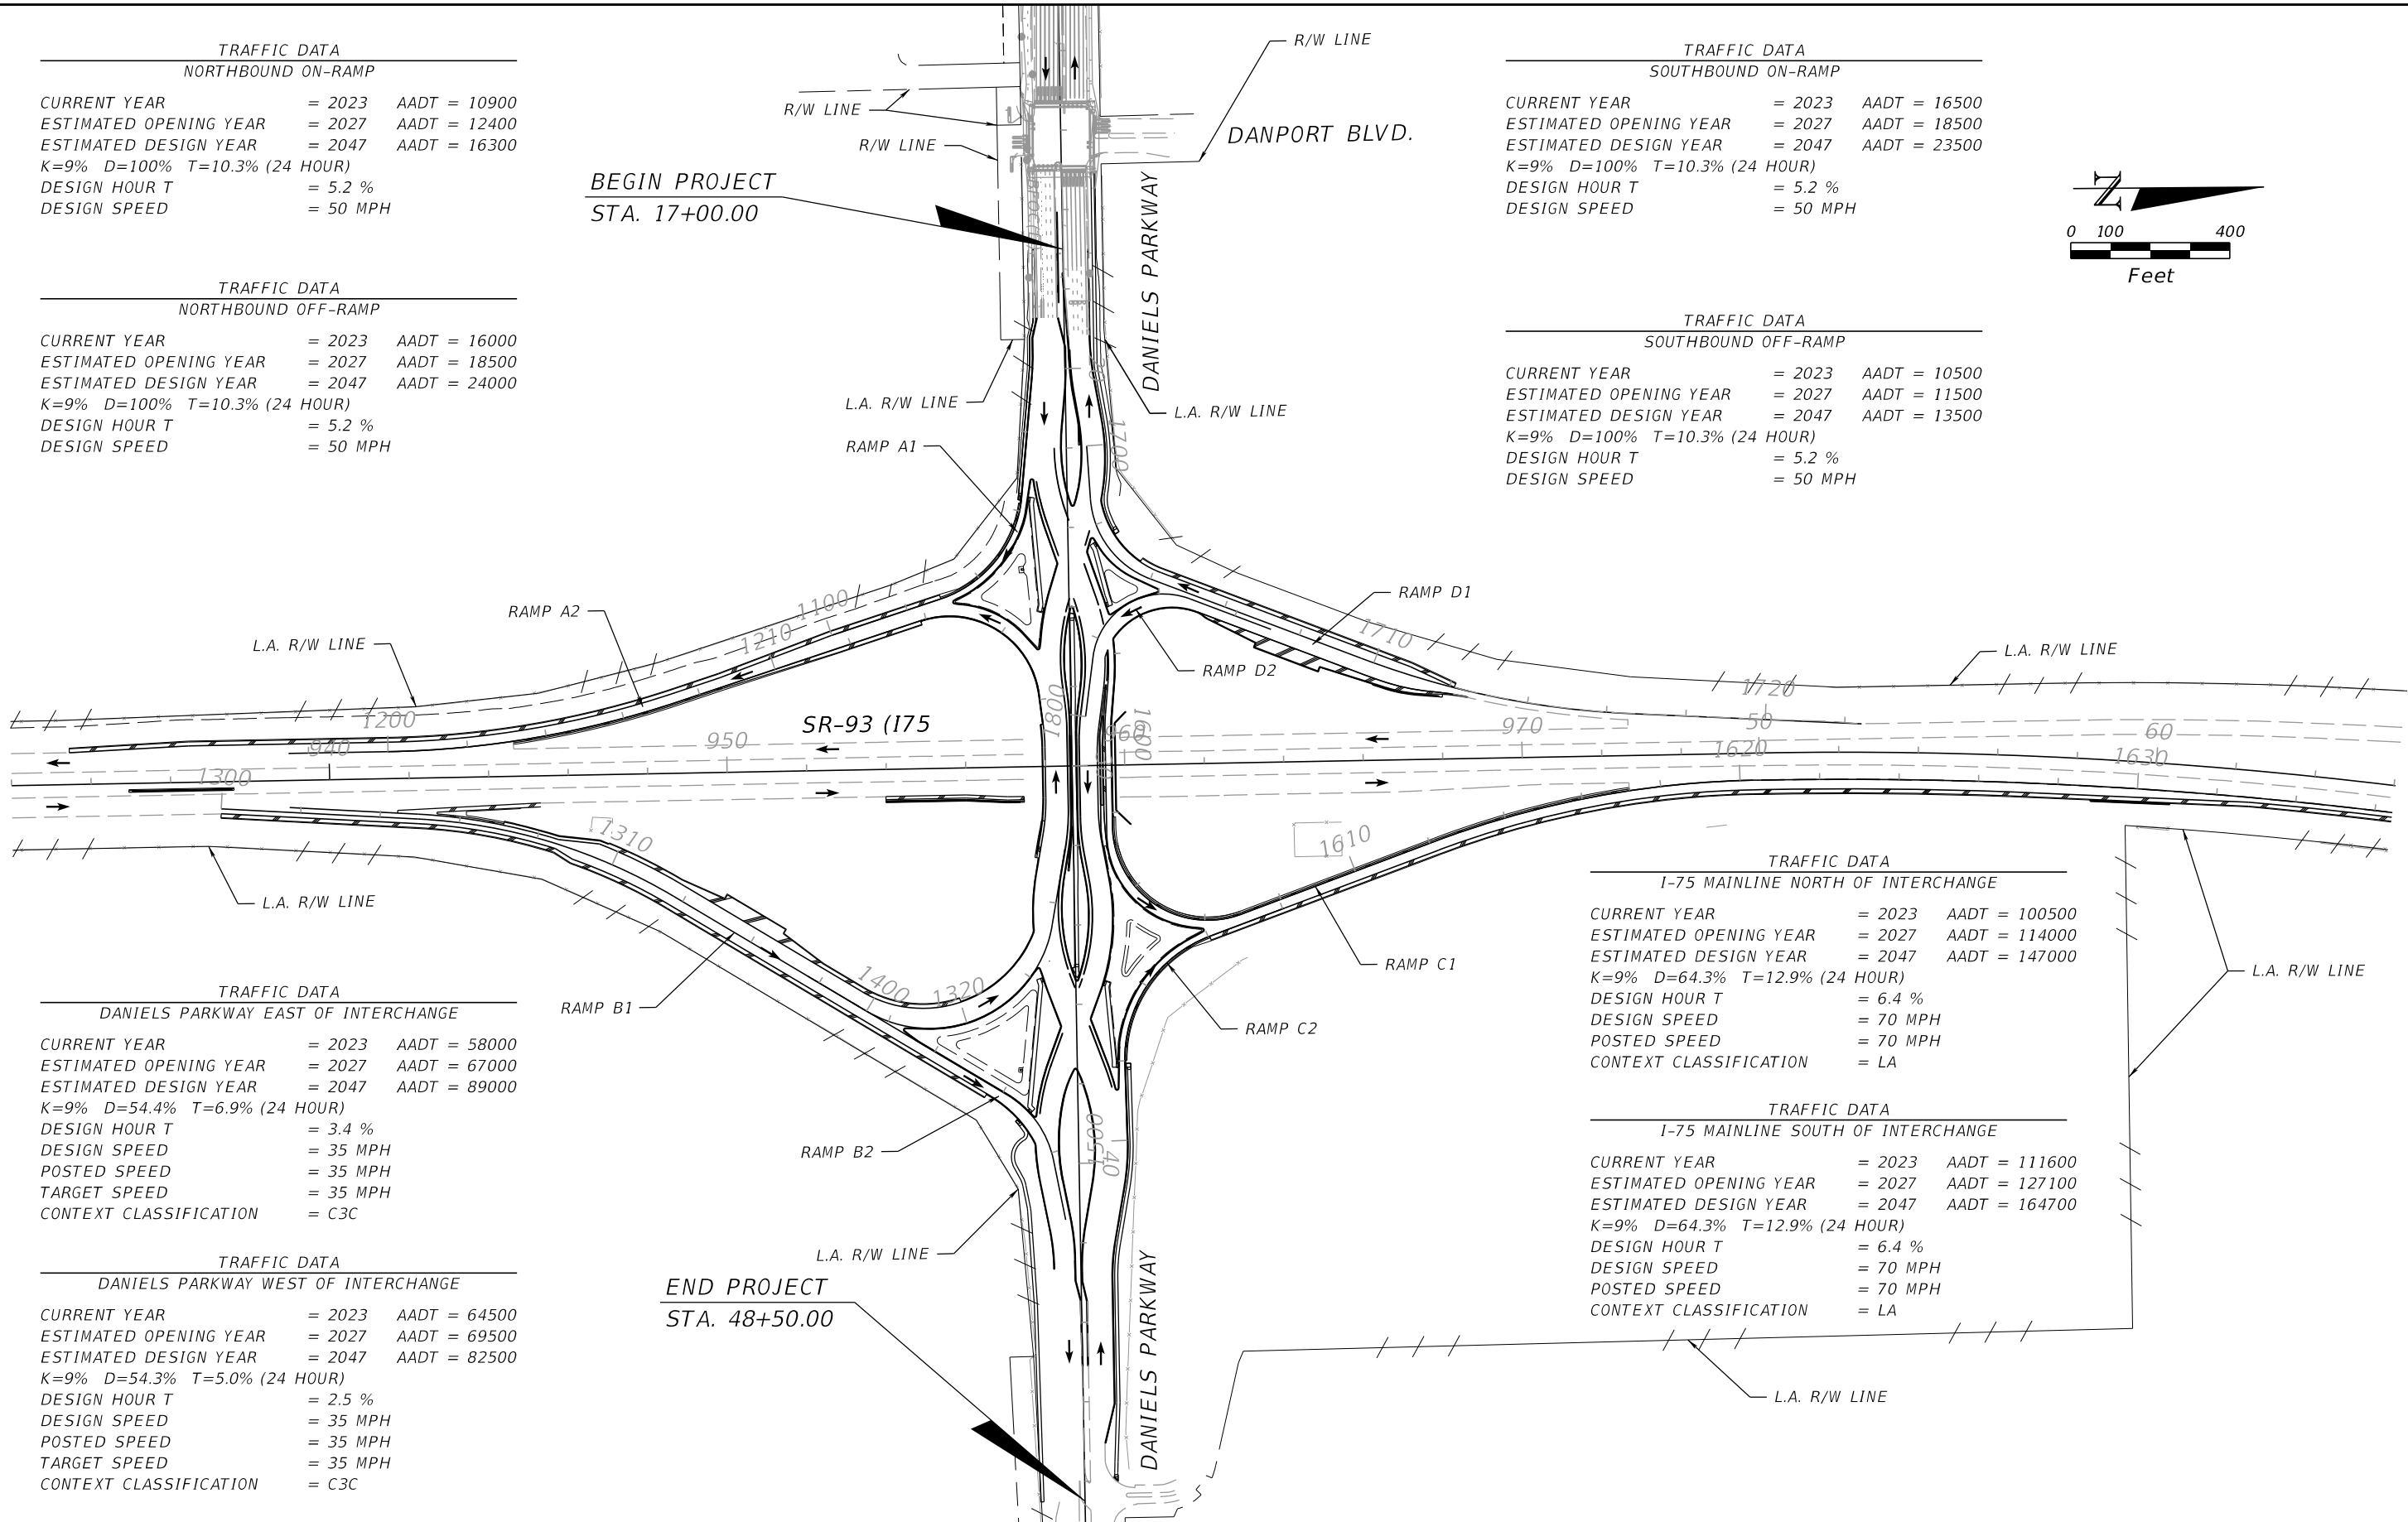 TRAFFIC DATA
NORTHBOUND ON-RAMP
CURRENT YEAR = 2023 AADT = 10900
ESTIMATED OPENING YEAR = 2027 AADT = 12400
ESTIMATED DESIGN YEAR = 2047 AADT = 16300
K=9% D=100% T=10.3% (24 HOUR)
DESIGN HOUR T = 5.2 %
DESIGN SPEED = 50 MPH
TRAFFIC DATA
NORTHBOUND OFF-RAMP
CURRENT YEAR = 2023 AADT = 16000
ESTIMATED OPENING YEAR = 2027 AADT = 18500
ESTIMATED DESIGN YEAR = 2047 AADT = 24000
K=9% D=100% T=10.3% (24 HOUR)
DESIGN HOUR T = 5.2 %
DESIGN SPEED = 50 MPH
R/W LINE
R/W LINE
R/W LINE
DANPORT BLVD.
BEGIN PROJECT
STA. 17+00.00
DANIELS PARKWAY
TRAFFIC DATA
SOUTHBOUND ON-RAMP
CURRENT YEAR = 2023 AADT = 16500
ESTIMATED OPENING YEAR = 2027 AADT = 18500
ESTIMATED DESIGN YEAR = 2047 AADT = 23500
K=9% D=100% T=10.3% (24 HOUR)
DESIGN HOUR T = 5.2 %
DESIGN SPEED = 50 MPH
N
0 100 400
Feet
TRAFFIC DATA
SOUTHBOUND OFF-RAMP
CURRENT YEAR = 2023 AADT = 10500
ESTIMATED OPENING YEAR = 2027 AADT = 11500
ESTIMATED DESIGN YEAR = 2047 AADT = 13500
K=9% D=100% T=10.3% (24 HOUR)
DESIGN HOUR T = 5.2 %
DESIGN SPEED = 50 MPH
L.A. R/W LINE
L.A. R/W LINE
RAMP A1
1700
RAMP A2
1100
1210
RAMP D1
1710
L.A. R/W LINE
L.A. R/W LINE
RAMP D2
1200
940
950
SR-93 (I75
1800
960
1600
970
1720
50
1620
60
1630
1300
1310
1610
L.A. R/W LINE
RAMP B1
1400
1320
RAMP C1
RAMP C2
L.A. R/W LINE
TRAFFIC DATA
I-75 MAINLINE NORTH OF INTERCHANGE
CURRENT YEAR = 2023 AADT = 100500
ESTIMATED OPENING YEAR = 2027 AADT = 114000
ESTIMATED DESIGN YEAR = 2047 AADT = 147000
K=9% D=64.3% T=12.9% (24 HOUR)
DESIGN HOUR T = 6.4 %
DESIGN SPEED = 70 MPH
POSTED SPEED = 70 MPH
CONTEXT CLASSIFICATION = LA
TRAFFIC DATA
DANIELS PARKWAY EAST OF INTERCHANGE
CURRENT YEAR = 2023 AADT = 58000
ESTIMATED OPENING YEAR = 2027 AADT = 67000
ESTIMATED DESIGN YEAR = 2047 AADT = 89000
K=9% D=54.4% T=6.9% (24 HOUR)
DESIGN HOUR T = 3.4 %
DESIGN SPEED = 35 MPH
POSTED SPEED = 35 MPH
TARGET SPEED = 35 MPH
CONTEXT CLASSIFICATION = C3C
RAMP B2
1500
40
L.A. R/W LINE
TRAFFIC DATA
I-75 MAINLINE SOUTH OF INTERCHANGE
CURRENT YEAR = 2023 AADT = 111600
ESTIMATED OPENING YEAR = 2027 AADT = 127100
ESTIMATED DESIGN YEAR = 2047 AADT = 164700
K=9% D=64.3% T=12.9% (24 HOUR)
DESIGN HOUR T = 6.4 %
DESIGN SPEED = 70 MPH
POSTED SPEED = 70 MPH
CONTEXT CLASSIFICATION = LA
TRAFFIC DATA
DANIELS PARKWAY WEST OF INTERCHANGE
CURRENT YEAR = 2023 AADT = 64500
ESTIMATED OPENING YEAR = 2027 AADT = 69500
ESTIMATED DESIGN YEAR = 2047 AADT = 82500
K=9% D=54.3% T=5.0% (24 HOUR)
DESIGN HOUR T = 2.5 %
DESIGN SPEED = 35 MPH
POSTED SPEED = 35 MPH
TARGET SPEED = 35 MPH
CONTEXT CLASSIFICATION = C3C
END PROJECT
STA. 48+50.00
DANIELS PARKWAY
L.A. R/W LINE